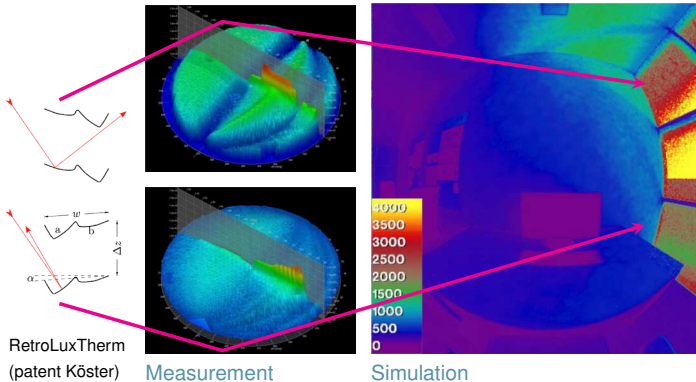 w
a
b
Δz
α
RetroLuxTherm
(patent Köster)
Measurement
4000
3500
3000
2500
2000
1500
1000
500
0
Simulation